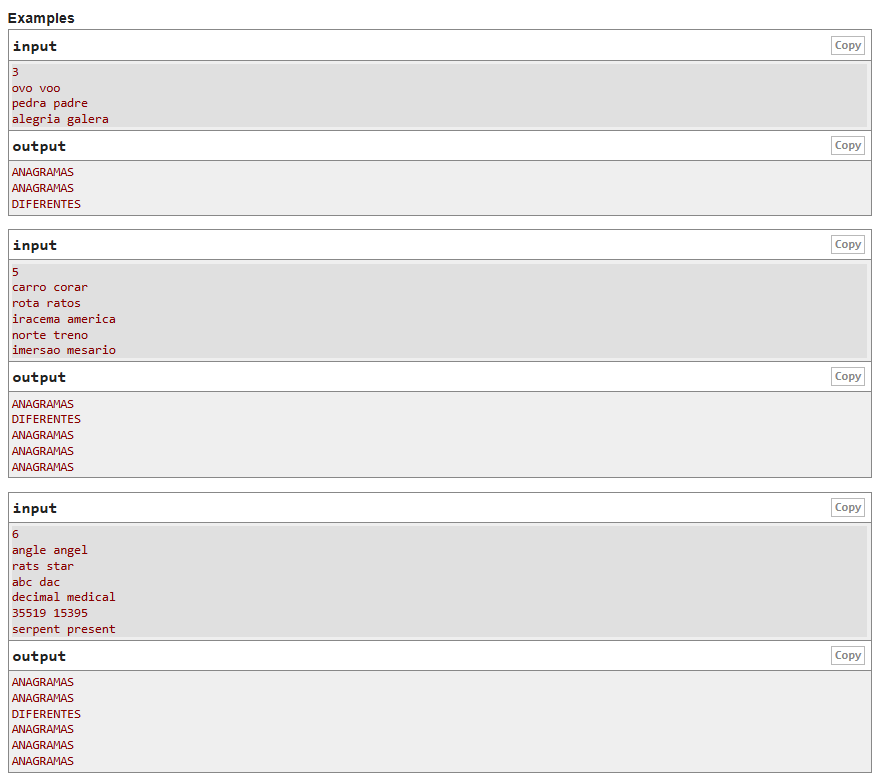 Examples
input
Copy
3
ovo voo
pedra padre
alegria galera
output
Copy
ANAGRAMAS
ANAGRAMAS
DIFERENTES
input
Copy
5
carro corar
rota ratos
iracema america
norte treno
imersao mesario
output
Copy
ANAGRAMAS
DIFERENTES
ANAGRAMAS
ANAGRAMAS
ANAGRAMAS
input
Copy
6
angle angel
rats star
abc dac
decimal medical
35519 15395
serpent present
output
Copy
ANAGRAMAS
ANAGRAMAS
DIFERENTES
ANAGRAMAS
ANAGRAMAS
ANAGRAMAS